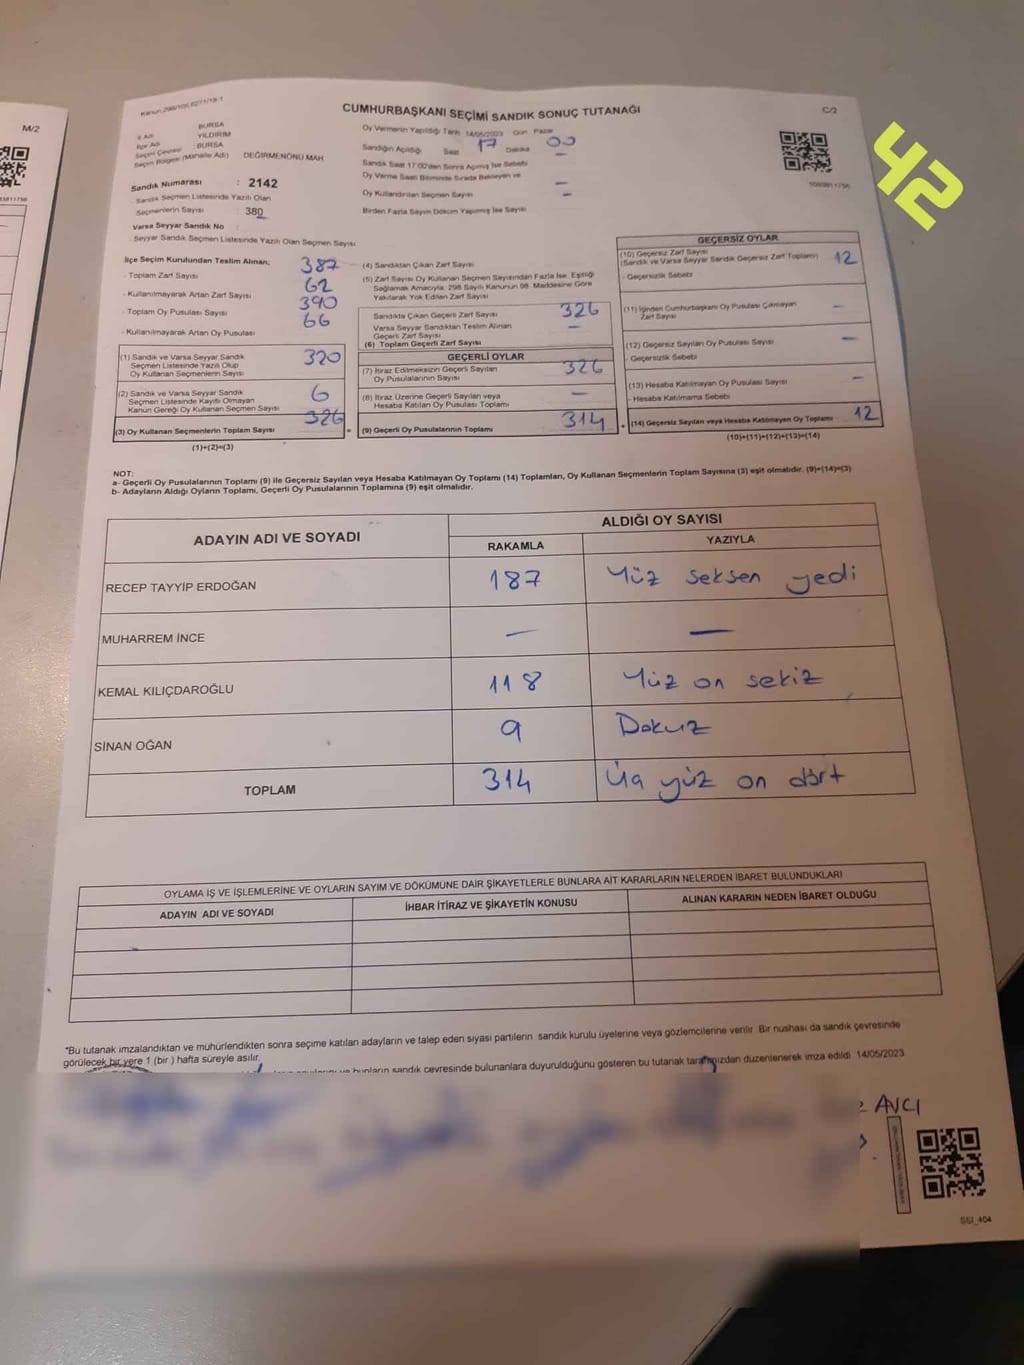 M/2
Kanun 298/105,6271/19-1
CUMHURBAŞKANI SEÇİMİ SANDIK SONUÇ TUTANAĞI
C/2
42
İl Adı : BURSA
İlçe Adı : YILDIRIM
Seçim Çevresi : BURSA
Seçim Bölgesi (Mahalle Adı) DEĞİRMENÖNÜ MAH
Sandık Numarası : 2142
Sandık Seçmen Listesinde Yazılı Olan
Seçmenlerin Sayısı : 380
Varsa Seyyar Sandık No
Seyyar Sandık Seçmen Listesinde Yazılı Olan Seçmen Sayısı
Oy Vermenin Yapıldığı Tarih 14/05/2023 Gün Pazar
Sandığın Açıldığı Saat 17 Dakika 00
Sandık Saat 17:00'den Sonra Açılmış İse Sebebi —
Oy Verme Saati Bitiminde Sırada Bekleyen ve
Oy Kullandırılan Seçmen Sayısı —
Birden Fazla Sayım Döküm Yapılmış İse Sayısı —
İlçe Seçim Kurulundan Teslim Alınan;
- Toplam Zarf Sayısı 387
- Kullanılmayarak Artan Zarf Sayısı 62
- Toplam Oy Pusulası Sayısı 390
- Kullanılmayarak Artan Oy Pusulası 66
(1) Sandık ve Varsa Seyyar Sandık
Seçmen Listesinde Yazılı Olup
Oy Kullanan Seçmenlerin Sayısı 320
(2) Sandık ve Varsa Seyyar Sandık
Seçmen Listesinde Kayıtlı Olmayan
Kanun Gereği Oy Kullanan Seçmen Sayısı 6
(3) Oy Kullanan Seçmenlerin Toplam Sayısı 326
(1)+(2)=(3)
(4) Sandıktan Çıkan Zarf Sayısı
(5) Zarf Sayısı Oy Kullanan Seçmen Sayısından Fazla İse, Eşitliği
Sağlamak Amacıyla, 298 Sayılı Kanunun 98. Maddesine Göre
Yakılarak Yok Edilen Zarf Sayısı
Sandıkta Çıkan Geçerli Zarf Sayısı 326
Varsa Seyyar Sandıktan Teslim Alınan
Geçerli Zarf Sayısı —
(6) Toplam Geçerli Zarf Sayısı
GEÇERLİ OYLAR
(7) İtiraz Edilmeksizin Geçerli Sayılan
Oy Pusulalarının Sayısı 326
(8) İtiraz Üzerine Geçerli Sayılan veya
Hesaba Katılan Oy Pusulası Toplamı —
= (9) Geçerli Oy Pusulalarının Toplamı 314
GEÇERSİZ OYLAR
(10) Geçersiz Zarf Sayısı
(Sandık ve Varsa Seyyar Sandık Geçersiz Zarf Toplamı) 12
- Geçersizlik Sebebi
(11) İçinden Cumhurbaşkanı Oy Pusulası Çıkmayan
Zarf Sayısı —
(12) Geçersiz Sayılan Oy Pusulası Sayısı —
- Geçersizlik Sebebi
(13) Hesaba Katılmayan Oy Pusulası Sayısı —
- Hesaba Katılmama Sebebi
+ (14) Geçersiz Sayılan veya Hesaba Katılmayan Oy Toplamı 12
(10)+(11)+(12)+(13)=(14)
NOT:
a- Geçerli Oy Pusulalarının Toplamı (9) ile Geçersiz Sayılan veya Hesaba Katılmayan Oy Toplamı (14) Toplamları, Oy Kullanan Seçmenlerin Toplam Sayısına (3) eşit olmalıdır. (9)+(14)=(3)
b- Adayların Aldığı Oyların Toplamı, Geçerli Oy Pusulalarının Toplamına (9) eşit olmalıdır.
ADAYIN ADI VE SOYADI ALDIĞI OY SAYISI
RAKAMLA YAZIYLA
RECEP TAYYİP ERDOĞAN 187 Yüz seksen yedi
MUHARREM İNCE — —
KEMAL KILIÇDAROĞLU 118 Yüz on sekiz
SİNAN OĞAN 9 Dokuz
TOPLAM 314 Üç yüz on dört
OYLAMA İŞ VE İŞLEMLERİNE VE OYLARIN SAYIM VE DÖKÜMÜNE DAİR ŞİKAYETLERLE BUNLARA AİT KARARLARIN NELERDEN İBARET BULUNDUKLARI
ADAYIN ADI VE SOYADI İHBAR İTİRAZ VE ŞİKAYETİN KONUSU ALINAN KARARIN NEDEN İBARET OLDUĞU
*Bu tutanak imzalandıktan ve mühürlendikten sonra seçime katılan adayların ve talep eden siyasi partilerin sandık kurulu üyelerine veya gözlemcilerine verilir. Bir nushası da sandık çevresinde
görülecek bir yere 1 (bir ) hafta süreyle asılır.
ve bunların sandık çevresinde bulunanlara duyurulduğunu gösteren bu tutanak tarafımızdan düzenlenerek imza edildi. 14/05/2023
AVCI
SSI_404